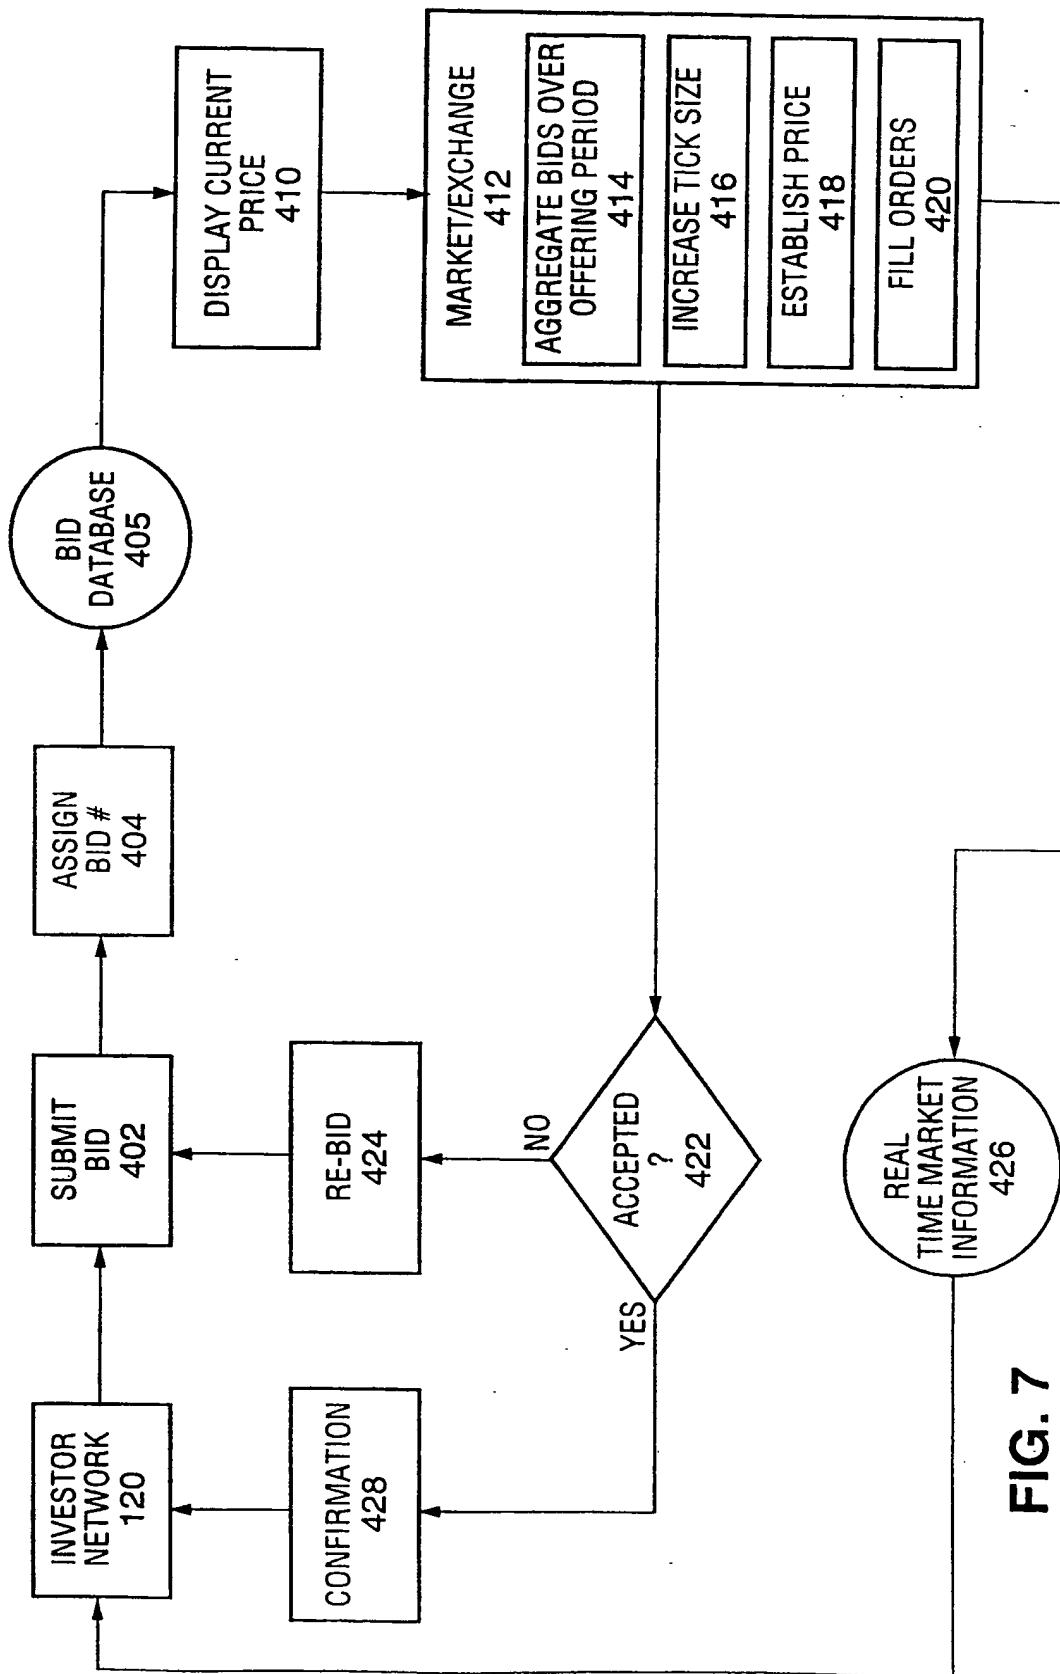 INVESTOR
NETWORK
120
SUBMIT
BID
402
ASSIGN
BID #
404
BID
DATABASE
405
DISPLAY CURRENT
PRICE
410
CONFIRMATION
428
RE-BID
424
MARKET/EXCHANGE
412
AGGREGATE BIDS OVER
OFFERING PERIOD
414
INCREASE TICK SIZE
416
ESTABLISH PRICE
418
FILL ORDERS
420
YES
NO
ACCEPTED
?
422
REAL
TIME MARKET
INFORMATION
426
FIG. 7